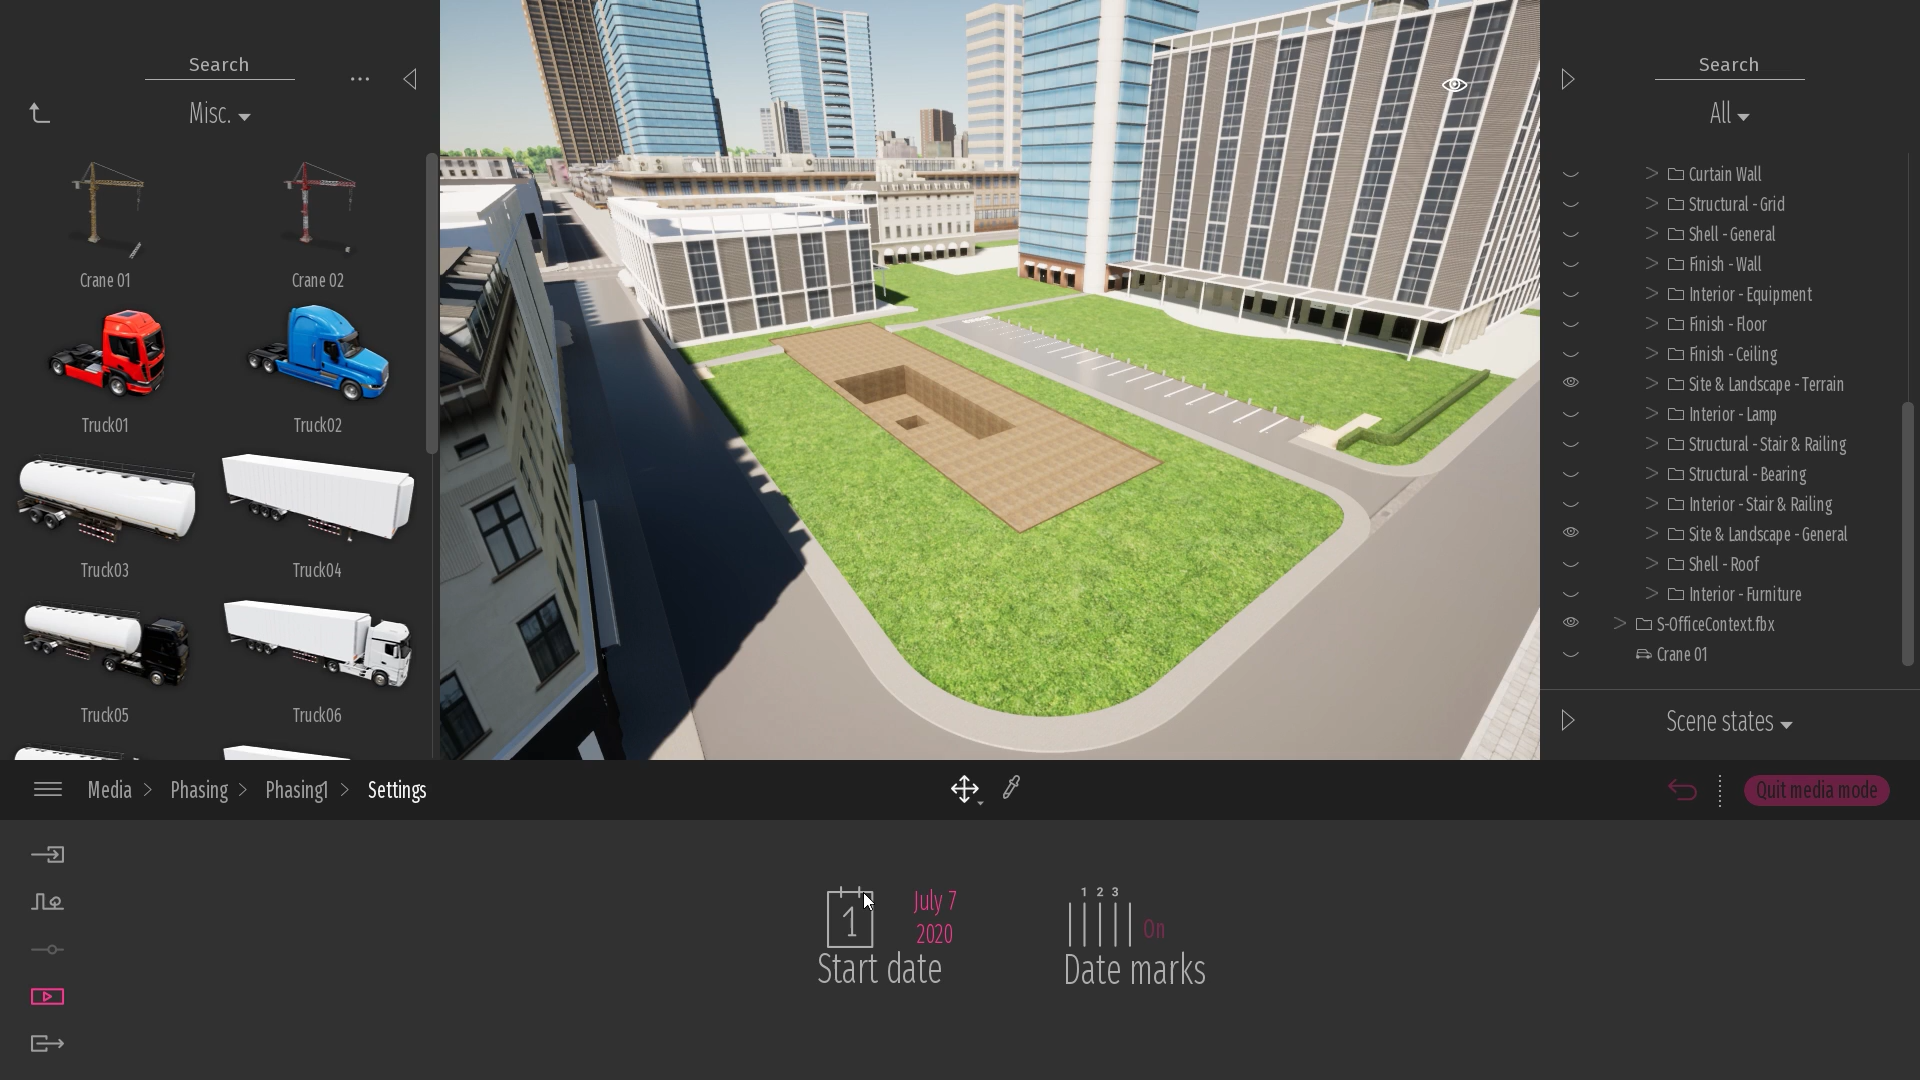 Search
Misc.
Crane 01
Crane 02
Truck01
Truck02
Truck03
Truck04
Truck05
Truck06
Search
All
Curtain Wall
Structural - Grid
Shell - General
Finish - Wall
Interior - Equipment
Finish - Floor
Finish - Ceiling
Site & Landscape - Terrain
Interior - Lamp
Structural - Stair & Railing
Structural - Bearing
Interior - Stair & Railing
Site & Landscape - General
Shell - Roof
Interior - Furniture
S-OfficeContext.fbx
Crane 01
Scene states
Media > Phasing > Phasing1 > Settings
Quit media mode
1
July 7
2020
Start date
1 2 3
On
Date marks